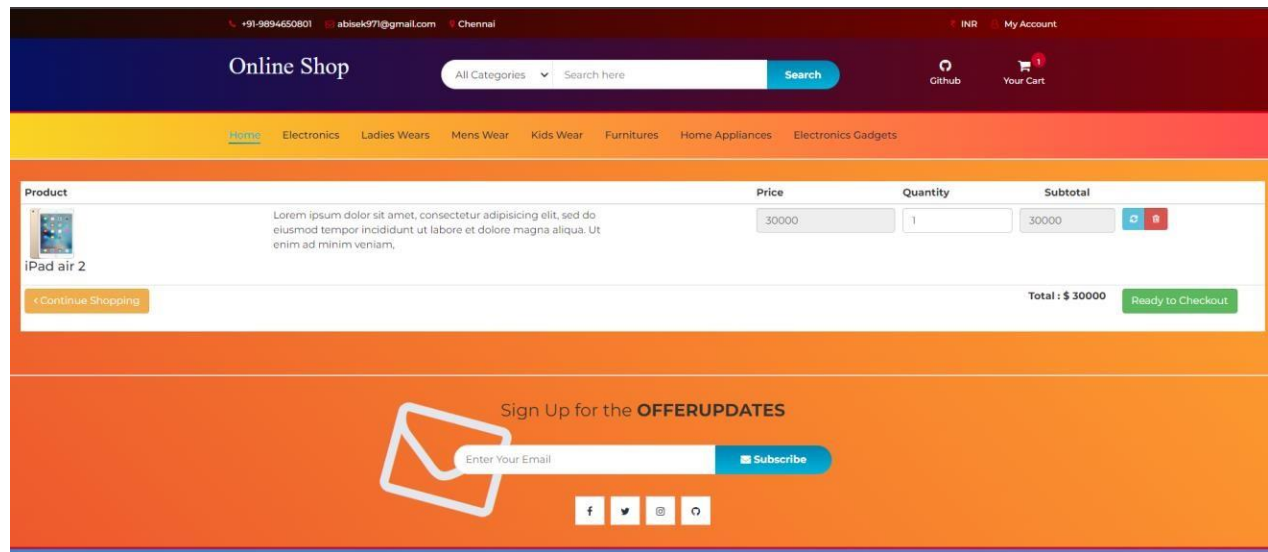 +91-9894650801 abisek971@gmail.com Chennai INR My Account
Online Shop All Categories Search here Search Github 1 Your Cart
Home Electronics Ladies Wears Mens Wear Kids Wear Furnitures Home Appliances Electronics Gadgets
Product Price Quantity Subtotal
Lorem ipsum dolor sit amet, consectetur adipisicing elit, sed do 30000 1 30000
eiusmod tempor incididunt ut labore et dolore magna aliqua. Ut
enim ad minim veniam,
iPad air 2
Continue Shopping Total : $ 30000 Ready to Checkout
Sign Up for the OFFERUPDATES
Enter Your Email Subscribe